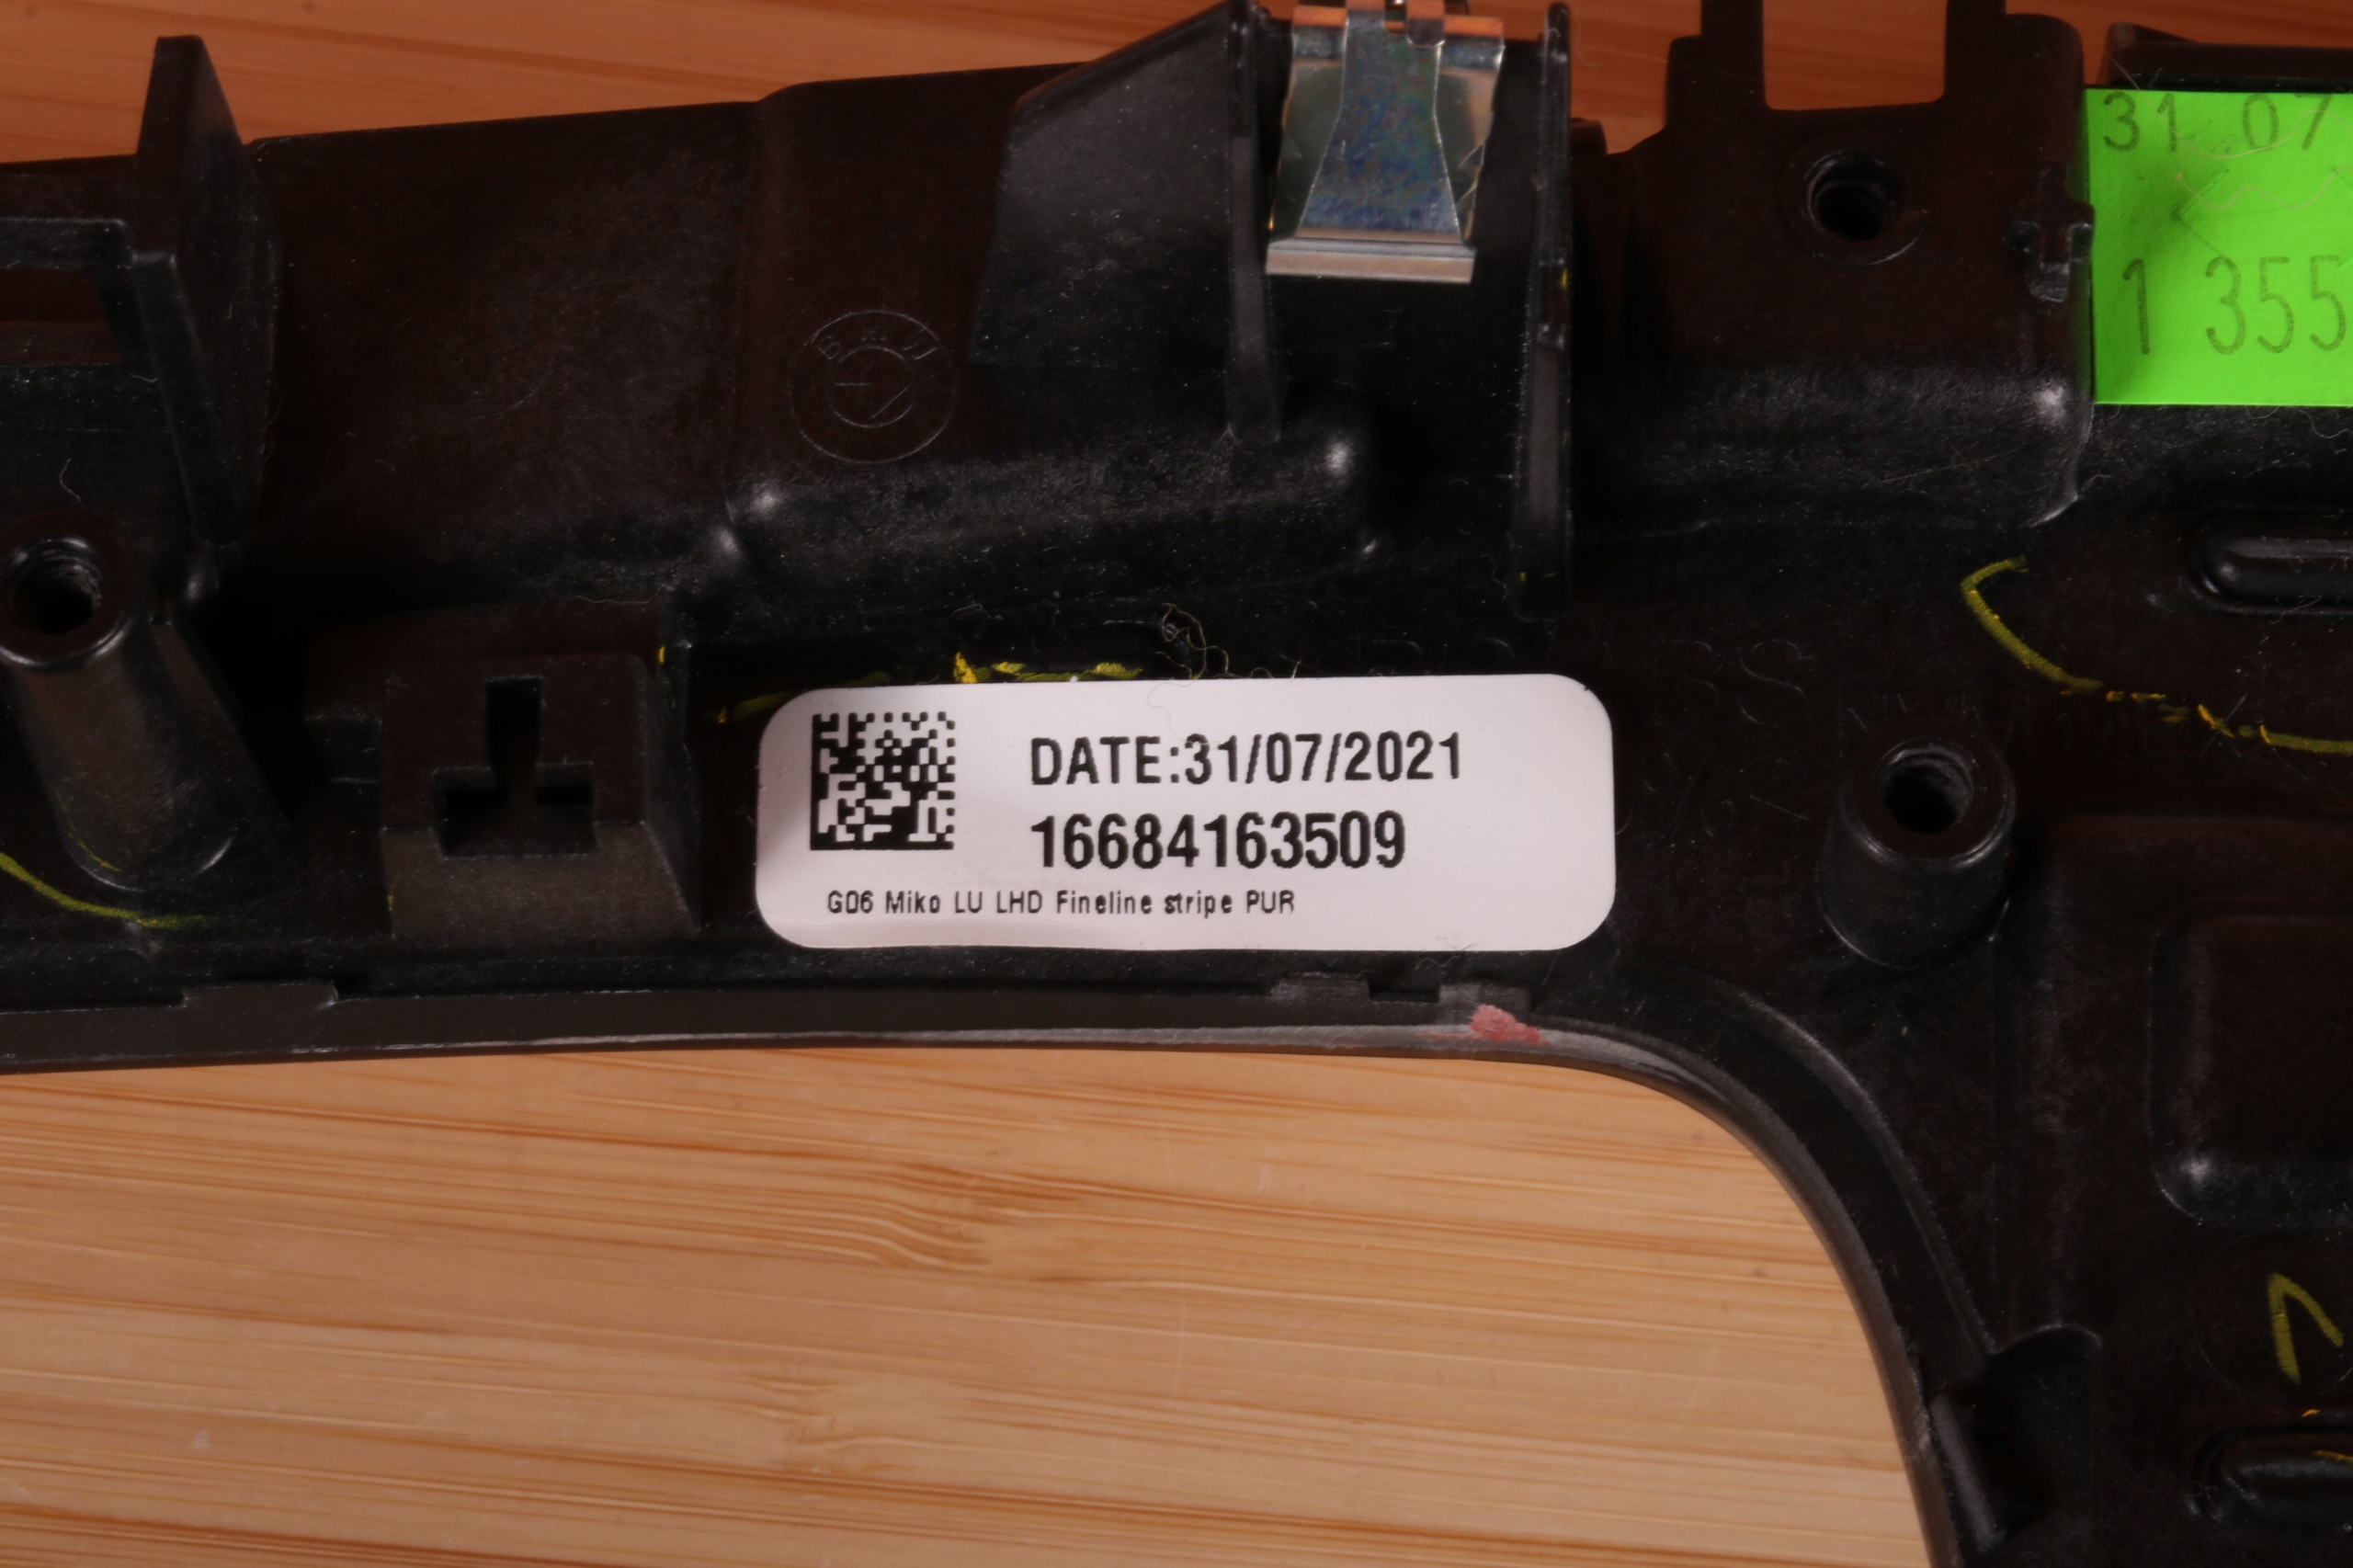 31 07
1 355
DATE:31/07/2021
16684163509
G06 Miko LU LHD Fineline stripe PUR